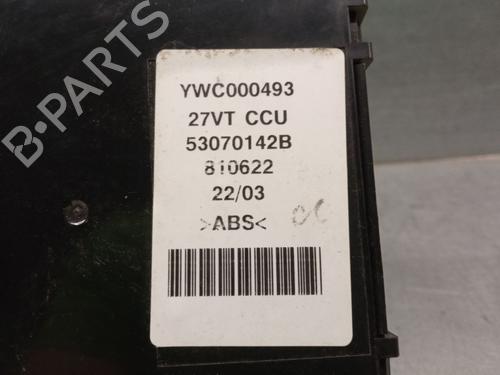 YWC000493
27VT CCU
53070142B
810622
22/03
>ABS<
B-PARTS